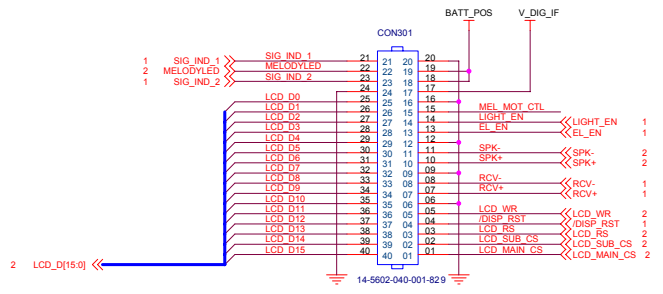 BATT_POS V_DIG_IF
CON301
1 SIG_IND_1 SIG_IND_1 21 21 20 20
2 MELODYLED MELODYLED 22 22 19 19
1 SIG_IND_2 SIG_IND_2 23 23 18 18
24 24 17 17
LCD_D0 25 25 16 16
LCD_D1 26 26 15 15 MEL_MOT_CTL
LCD_D2 27 27 14 14 LIGHT_EN LIGHT_EN 1
LCD_D3 28 28 13 13 EL_EN EL_EN 1
LCD_D4 29 29 12 12
LCD_D5 30 30 11 11 SPK- SPK- 2
LCD_D6 31 31 10 10 SPK+ SPK+ 2
LCD_D7 32 32 09 09
LCD_D8 33 33 08 08 RCV- RCV- 1
LCD_D9 34 34 07 07 RCV+ RCV+ 1
LCD_D10 35 35 06 06
LCD_D11 36 36 05 05 LCD_WR LCD_WR 2
LCD_D12 37 37 04 04 /DISP_RST /DISP_RST 1
LCD_D13 38 38 03 03 LCD_RS LCD_RS 2
LCD_D14 39 39 02 02 LCD_SUB_CS LCD_SUB_CS 2
LCD_D15 40 40 01 01 LCD_MAIN_CS LCD_MAIN_CS 2
2 LCD_D[15:0]
14-5602-040-001-829